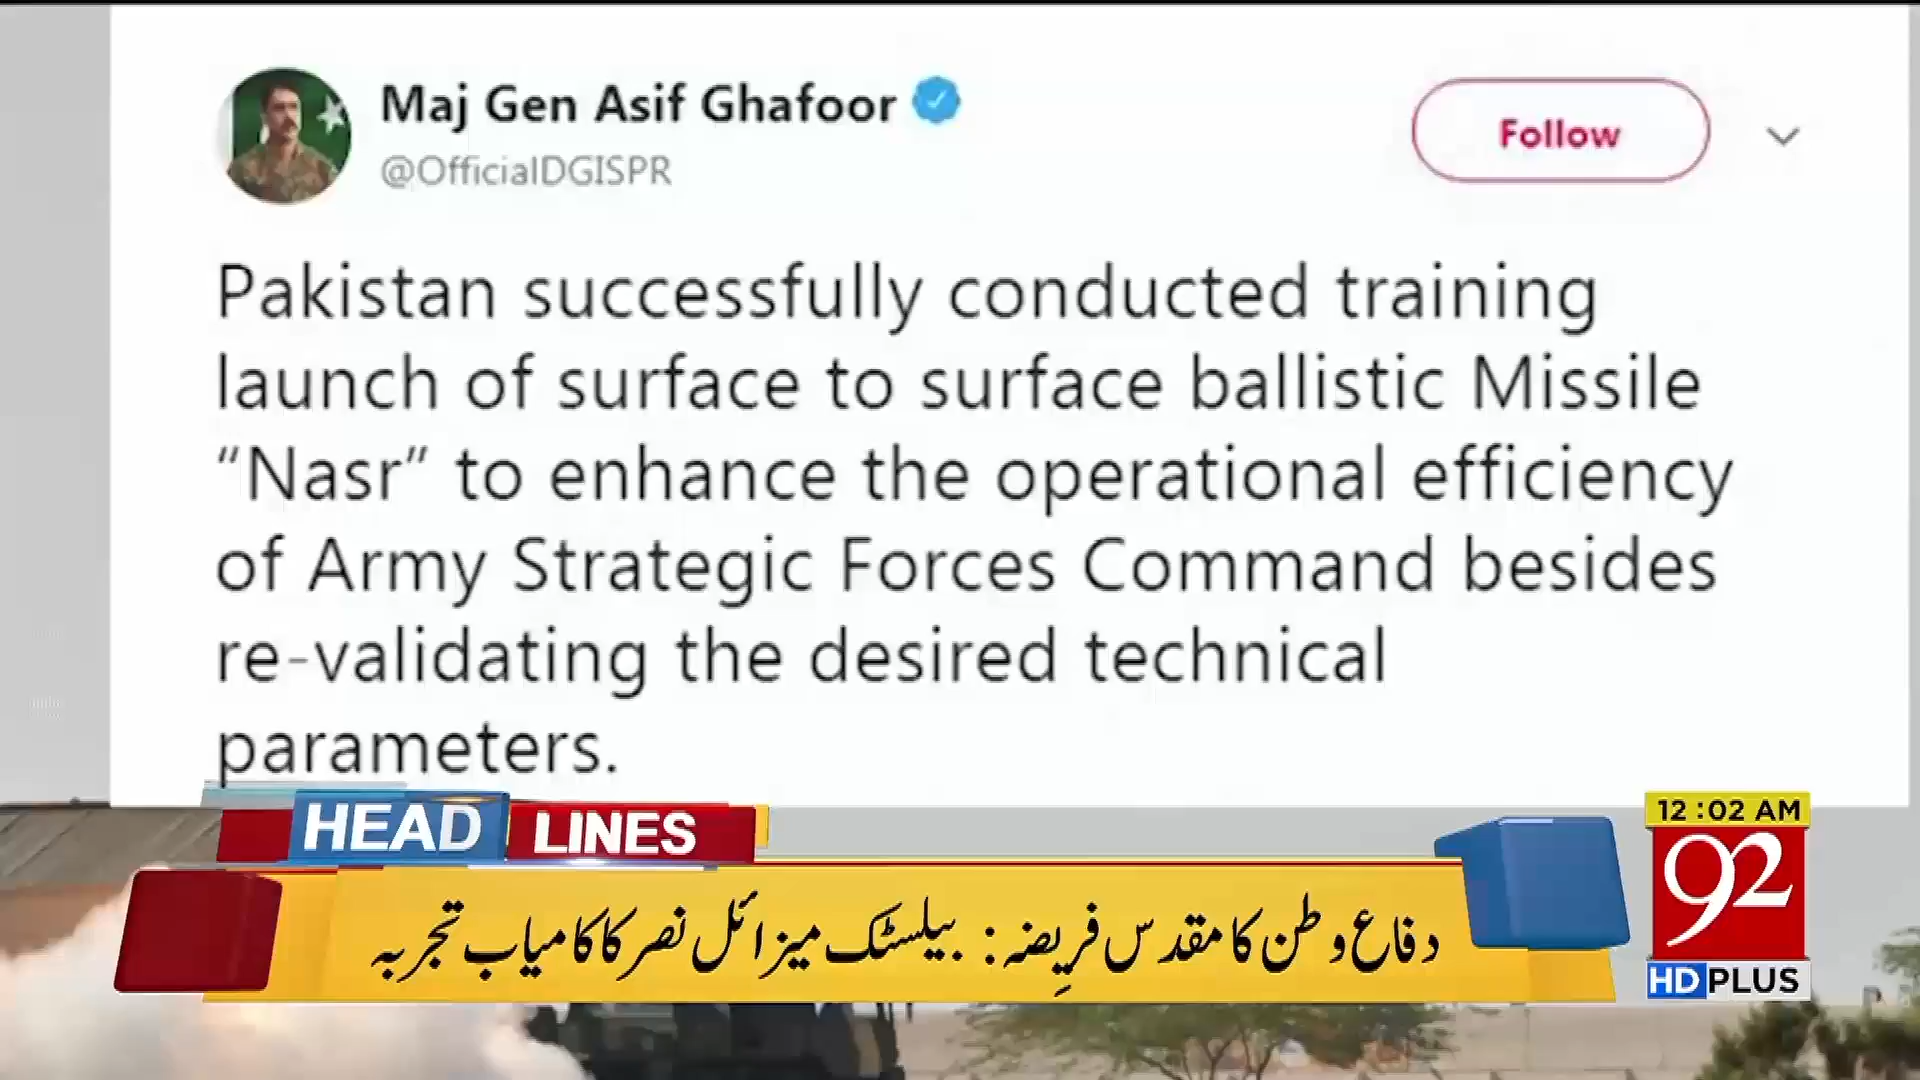 Maj Gen Asif Ghafoor
@OfficialDGISPR
Follow
Pakistan successfully conducted training
launch of surface to surface ballistic Missile
“Nasr” to enhance the operational efficiency
of Army Strategic Forces Command besides
re-validating the desired technical
parameters.
HEAD LINES
12:02 AM
دفاع وطن کا مقدس فریضہ: بیلسٹک میزائل نصر کا کامیاب تجربہ
92
HD PLUS